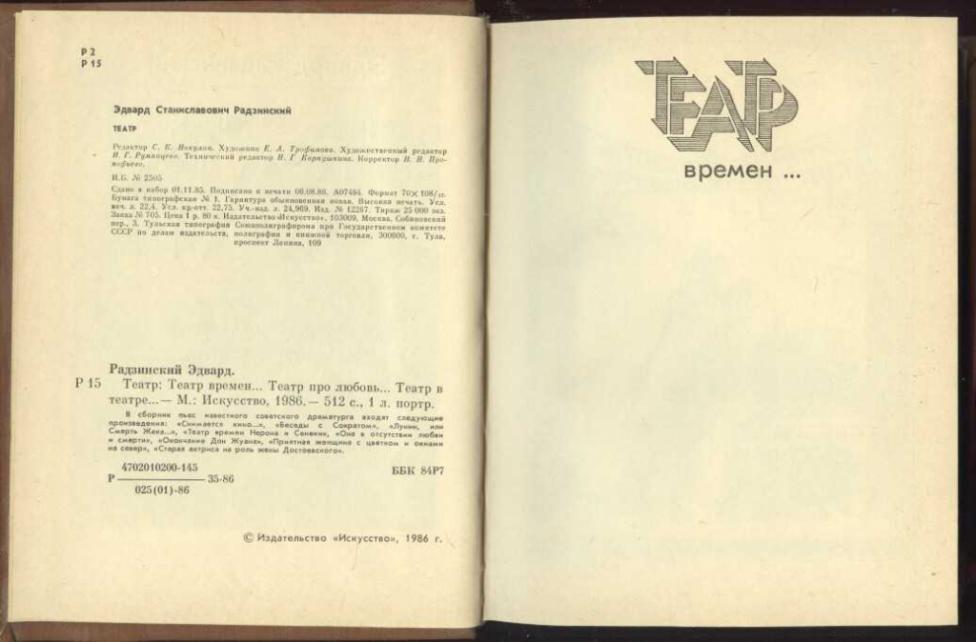 Р 2
Р 15
Эдвард Станиславович Радзинский
ТЕАТР
Редактор С. К. Никулин. Художник Е. А. Трофимова. Художественный редактор
И. Г. Румянцева. Технический редактор Н. Г. Карпушкина. Корректор Н. Н. Про-
кофьева.
И.Б. № 2505
Сдано в набор 01.11.85. Подписано к печати 00.08.86. А07464. Формат 70×108/
Бумага типографская № 1. Гарнитура обыкновенная новая. Высокая печать. Усл.
печ. л. 22,4. Усл. кр.-отт. 22,75. Уч.-изд. л. 24,969. Изд. № 12267. Тираж 25 000 экз.
Заказ № 705. Цена 1 р. 80 к. Издательство «Искусство», 103009, Москва, Собиновский
пер., 3. Тульская типография Союзполиграфпрома при Государственном комитете
СССР по делам издательств, полиграфии и книжной торговли, 300600, г. Тула,
проспект Ленина, 109
Радзинский Эдвард.
Р 15 Театр: Театр времен... Театр про любовь... Театр в
театре...— М.: Искусство, 1986.— 512 с., 1 л. портр.
В сборник пьес известного советского драматурга входят следующие
произведения: «Снимается кино...», «Беседы с Сократом», «Лунин, или
Смерть Жака...», «Театр времен Нерона и Сенеки», «Она в отсутствии любви
и смерти», «Окончание Дон Жуана», «Приятная женщина с цветком и окнами
на север», «Старая актриса на роль жены Достоевского».
4702010200-145
Р 35-86
025(01)-86
ББК 84Р7
© Издательство «Искусство», 1986 г.
ТЕАТР
времен ...